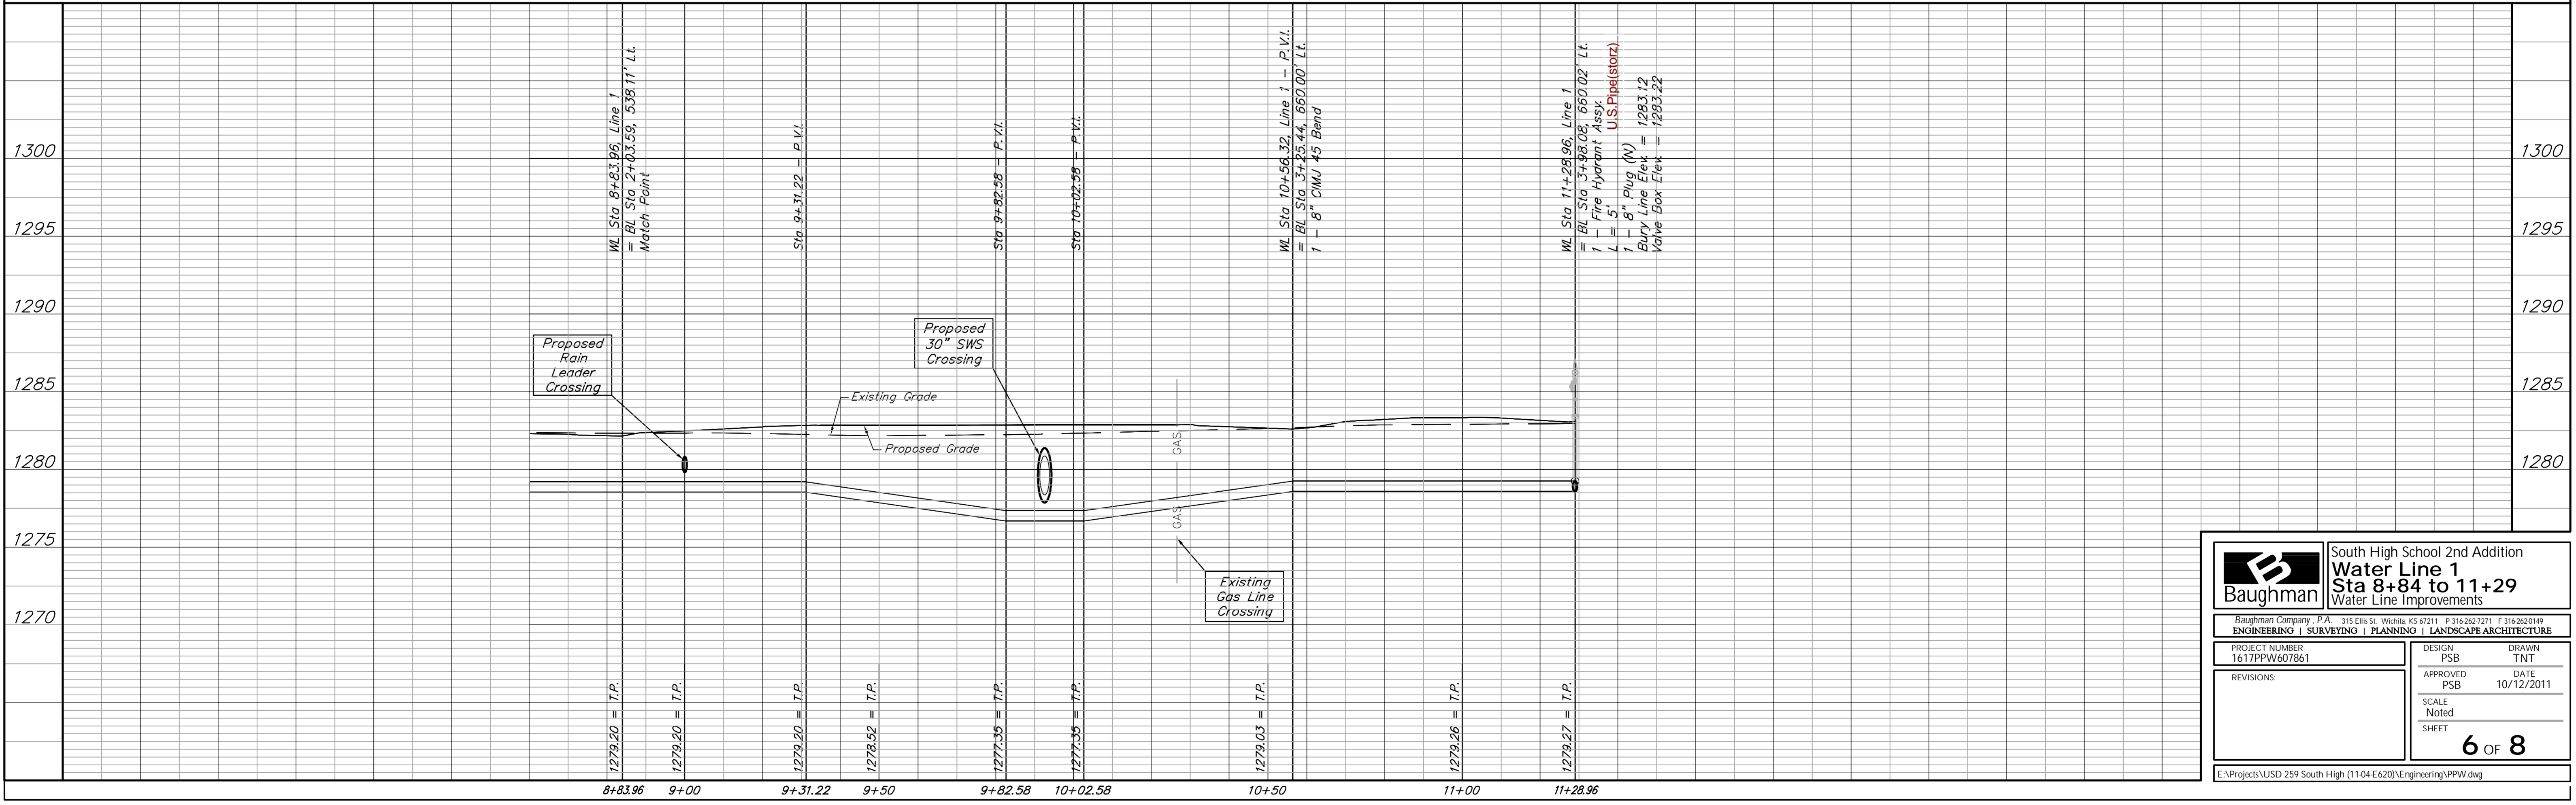 1300
1295
1290
1285
1280
1275
1270
1300
1295
1290
1285
1280
WL Sta 8+83.96, Line 1
= BL Sta 2+03.59, 538.11' Lt.
Match Point
Sta 9+31.22 - P.V.I.
Sta 9+82.58 - P.V.I.
Sta 10+02.58 - P.V.I.
WL Sta 10+56.32, Line 1 - P.V.I.
= BL Sta 3+25.44, 660.00' Lt.
1 - 8" CIMJ 45 Bend
WL Sta 11+28.96, Line 1
= BL Sta 3+98.08, 660.02' Lt.
1 - Fire Hydrant Assy.
L = 5'
U.S.Pipe(storz)
1 - 8" Plug (N)
Bury Line Elev. = 1283.12
Valve Box Elev. = 1283.22
Proposed
Rain
Leader
Crossing
Proposed
30" SWS
Crossing
Existing Grade
Proposed Grade
GAS
GAS
Existing
Gas Line
Crossing
1279.20 = T.P.
1279.20 = T.P.
1279.20 = T.P.
1278.52 = T.P.
1277.35 = T.P.
1277.35 = T.P.
1279.03 = T.P.
1279.26 = T.P.
1279.27 = T.P.
8+83.96
9+00
9+31.22
9+50
9+82.58
10+02.58
10+50
11+00
11+28.96
B
Baughman
South High School 2nd Addition
Water Line 1
Sta 8+84 to 11+29
Water Line Improvements
Baughman Company, P.A. 315 Ellis St. Wichita, KS 67211 P 316-262-7271 F 316-262-0149
ENGINEERING | SURVEYING | PLANNING | LANDSCAPE ARCHITECTURE
PROJECT NUMBER
1617PPW607861
REVISIONS:
DESIGN
PSB
DRAWN
TNT
APPROVED
PSB
DATE
10/12/2011
SCALE
Noted
SHEET
6 OF 8
E:\Projects\USD 259 South High (11-04-E620)\Engineering\PPW.dwg